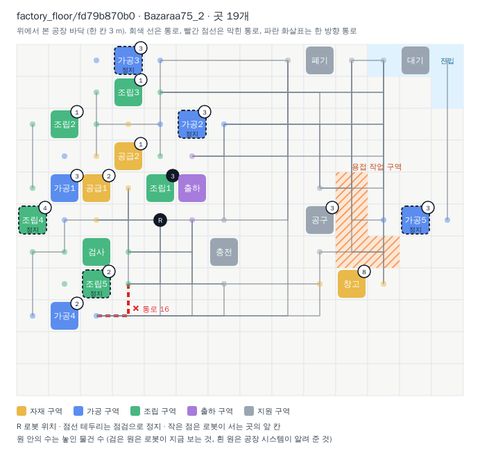 factory_floor/fd79b870b0 · Bazaraa75_2 · 곳 19개
위에서 본 공장 바닥 (한 칸 3 m). 회색 선은 통로, 빨간 점선은 막힌 통로, 파란 화살표는 한 방향 통로
3
가공3
정지
폐기
대기
진입
1
조립3
1
조립2
3
가공2
정지
1
공급2
용접 작업 구역
3
가공1
2
공급1
3
조립1
출하
4
조립4
정지
R
3
공구
3
가공5
정지
검사
충전
2
조립5
정지
8
창고
2
가공4
✕ 통로 16
자재 구역
가공 구역
조립 구역
출하 구역
지원 구역
R 로봇 위치 · 점선 테두리는 점검으로 정지 · 작은 점은 로봇이 서는 곳의 앞 칸
원 안의 수는 놓인 물건 수 (검은 원은 로봇이 지금 보는 것, 흰 원은 공장 시스템이 알려 준 것)